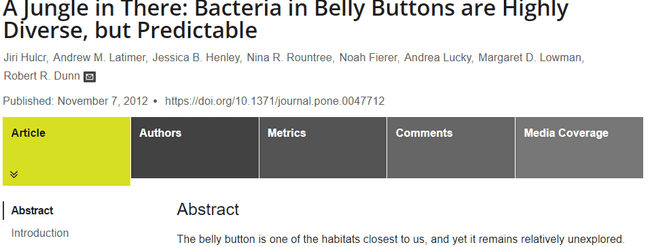 A Jungle in There: Bacteria in Belly Buttons are Highly
Diverse, but Predictable
Jiri Hulcr, Andrew M. Latimer, Jessica B. Henley, Nina R. Rountree, Noah Fierer, Andrea Lucky, Margaret D. Lowman,
Robert R. Dunn
Published: November 7, 2012 • https://doi.org/10.1371/journal.pone.0047712
Article Authors Metrics Comments Media Coverage
Abstract
Introduction
Abstract
The belly button is one of the habitats closest to us, and yet it remains relatively unexplored.